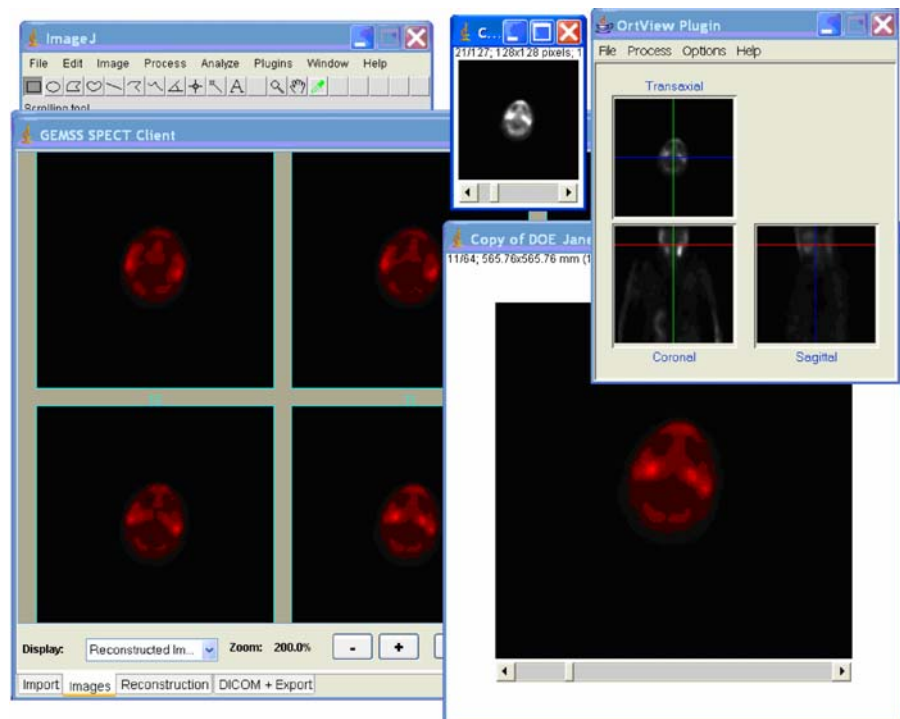 ImageJ
File Edit Image Process Analyze Plugins Window Help
A
Scrolling tool
GEMSS SPECT Client
Display: Reconstructed Im... Zoom: 200.0% - +
Import Images Reconstruction DICOM + Export
C...
21/127; 128x128 pixels; 1
Copy of DOE Jane
11/64; 565.76x565.76 mm (1
OrtView Plugin
File Process Options Help
Transaxial
Coronal Sagittal